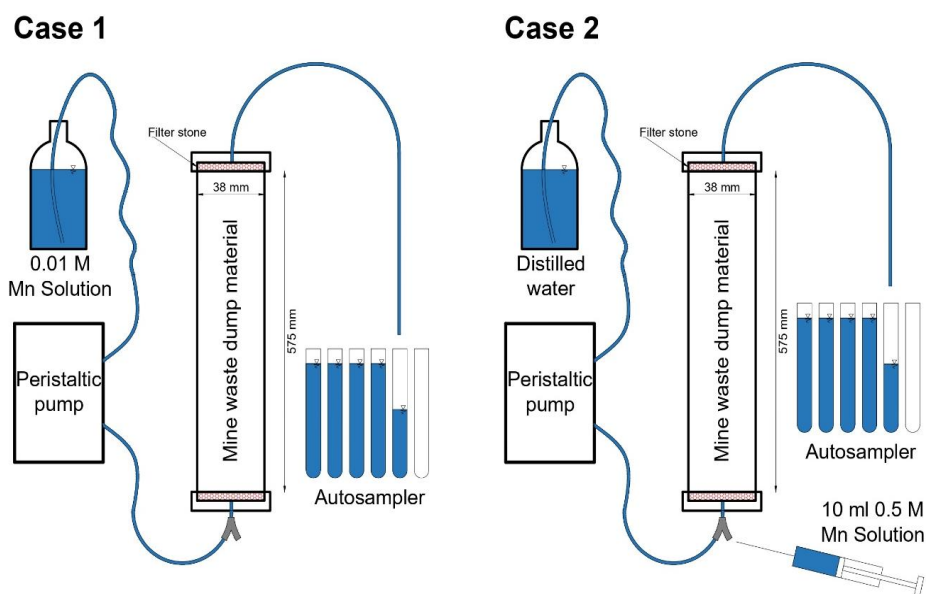 Case 1
Filter stone
38 mm
Mine waste dump material
575 mm
0.01 M
Mn Solution
Peristaltic
pump
Autosampler
Case 2
Filter stone
38 mm
Mine waste dump material
575 mm
Distilled
water
Peristaltic
pump
Autosampler
10 ml 0.5 M
Mn Solution